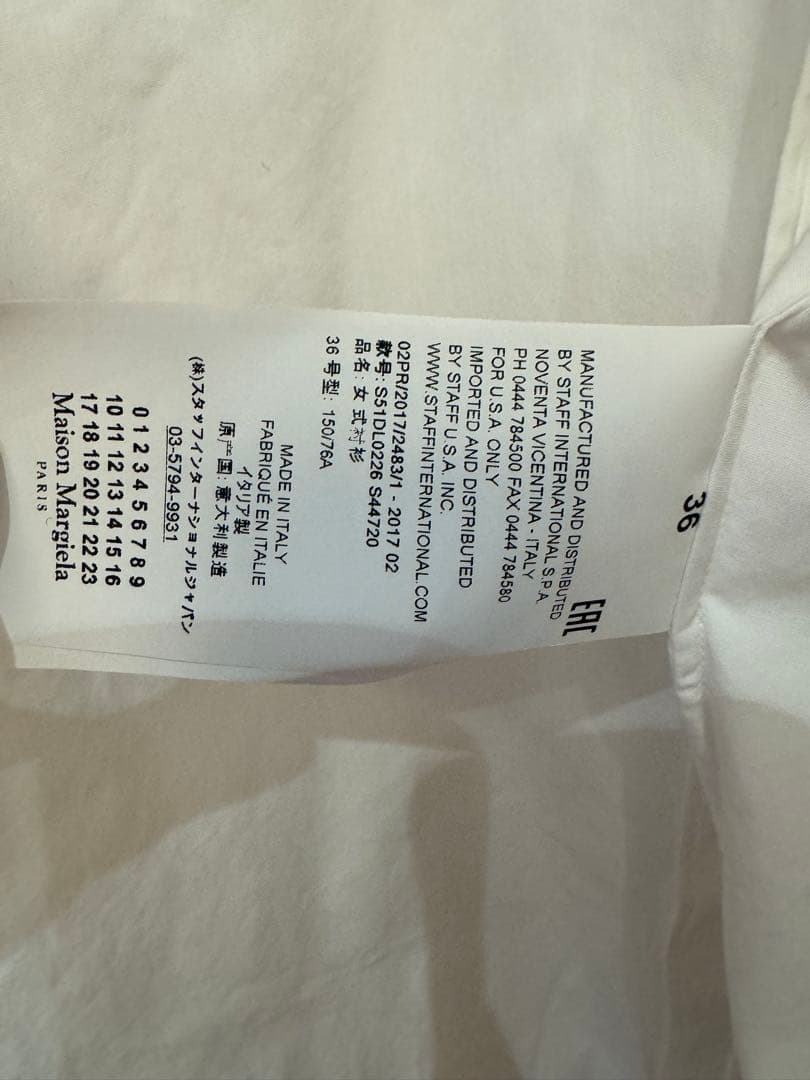 36
EAC
MANUFACTURED AND DISTRIBUTED
BY STAFF INTERNATIONAL S.P.A.
NOVENTA VICENTINA - ITALY
PH 0444 784500 FAX 0444 784580
FOR U.S.A. ONLY
IMPORTED AND DISTRIBUTED
BY STAFF U.S.A. INC.
WWW.STAFFINTERNATIONAL.COM
02PR/2017/2483/1 - 2017 02
款号: S51DL0226 S44720
品名: 女 式衬衫
36 号型: 150/76A
MADE IN ITALY
FABRIQUÉ EN ITALIE
イタリア製
原产国: 意大利製造
(株)スタッフインターナショナルジャパン
03-5794-9931
0 1 2 3 4 5 6 7 8 9
10 11 12 13 14 15 16
17 18 19 20 21 22 23
Maison Margiela
PARIS